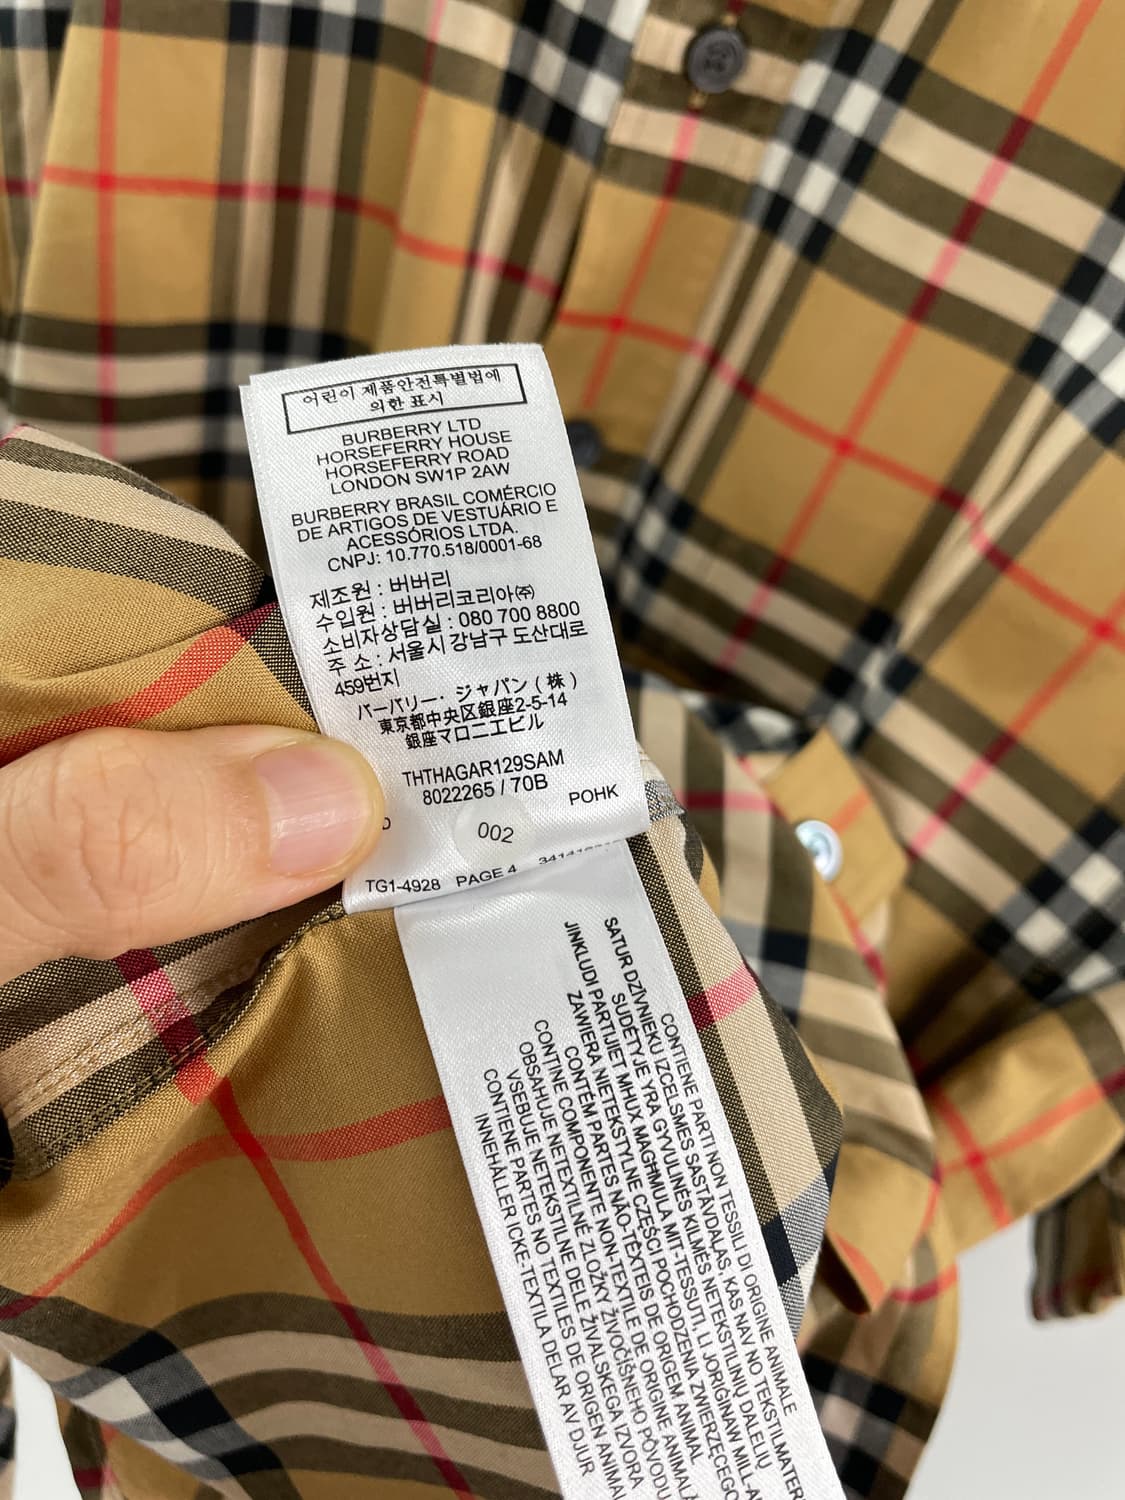 어린이 제품안전특별법에
의한 표시
BURBERRY LTD
HORSEFERRY HOUSE
HORSEFERRY ROAD
LONDON SW1P 2AW
BURBERRY BRASIL COMÉRCIO
DE ARTIGOS DE VESTUÁRIO E
ACESSÓRIOS LTDA.
CNPJ: 10.770.518/0001-68
제조원 : 버버리
수입원 : 버버리코리아㈜
소비자상담실 : 080 700 8800
주 소 : 서울시 강남구 도산대로
459번지
バーバリー・ジャパン(株)
東京都中央区銀座2-5-14
銀座マロニエビル
THTHAGAR129SAM
8022265 / 70B
POHK
002
TG1-4928 PAGE 4
CONTIENE PARTI NON TESSILI DI ORIGINE ANIMALE
SATUR DZĪVNIEKU IZCELSMES SASTĀVDAĻAS, KAS NAV NO TEKSTILMATER
SUDĖTYJE YRA GYVULINĖS KILMĖS NETEKSTILINIŲ DALELIŲ
JINKLUDI PARTIJIET MHUX MAGĦMULA MIT-TESSUTI, LI JORIĠINAW MILL-A
ZAWIERA NIETEKSTYLNE CZĘŚCI POCHODZENIA ZWIERZĘCEGO
CONTÉM PARTES NÃO-TÊXTEIS DE ORIGEM ANIMAL
CONTINE COMPONENTE NON-TEXTILE DE ORIGINE ANIMALĂ
OBSAHUJE NETEXTILNÉ ZLOŽKY ŽIVOČÍŠNEHO PÔVODU
VSEBUJE NETEKSTILNE DELE ŽIVALSKEGA IZVORA
CONTIENE PARTES NO TEXTILES DE ORIGEN ANIMAL
INNEHÅLLER ICKE-TEXTILA DELAR AV DJUR